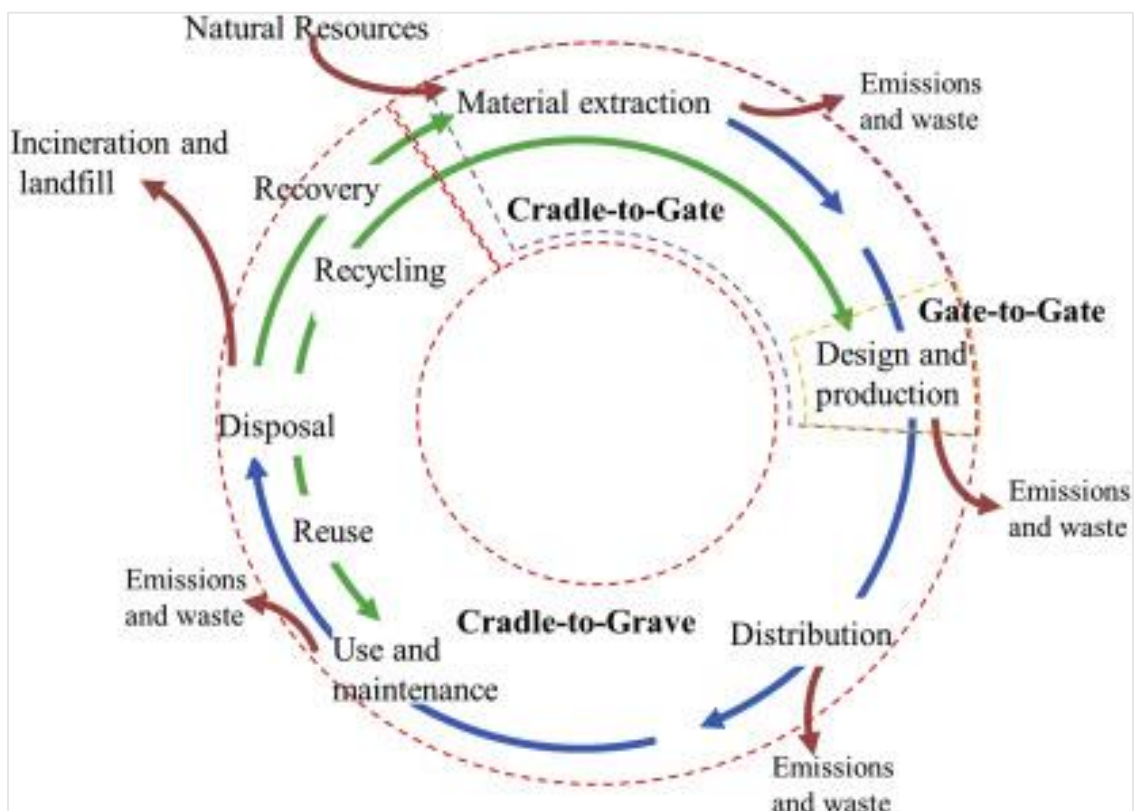 Natural Resources
Material extraction
Emissions
and waste
Incineration and
landfill
Recovery
Cradle-to-Gate
Recycling
Gate-to-Gate
Design and
production
Disposal
Emissions
and waste
Reuse
Emissions
and waste
Cradle-to-Grave
Distribution
Use and
maintenance
Emissions
and waste